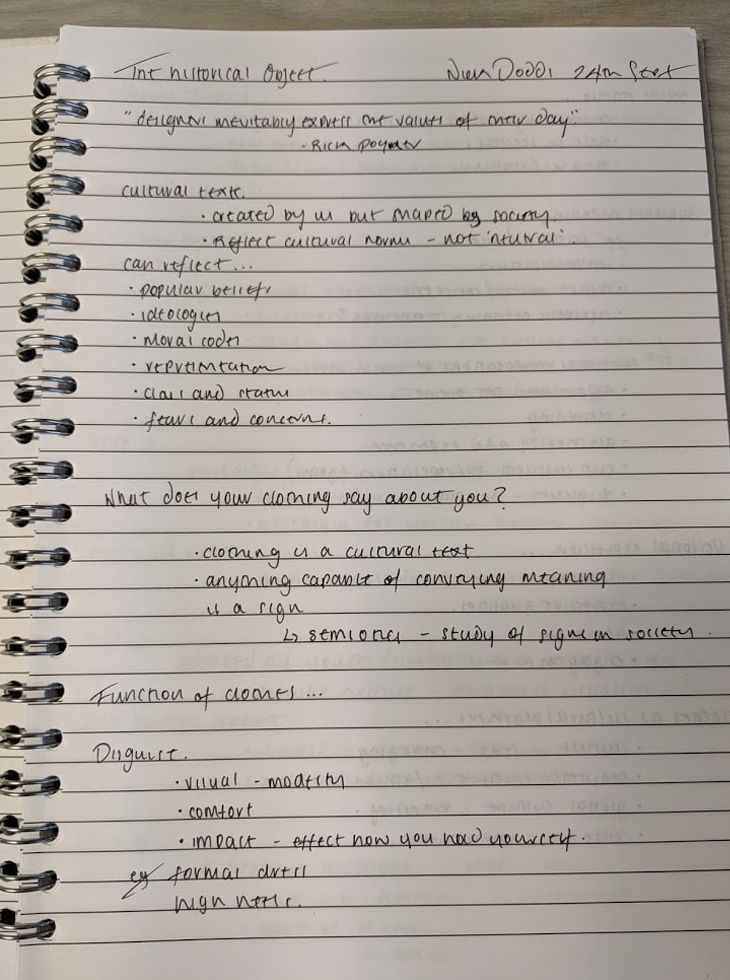 The historical Object. Nien Dodd1 24th Sept
"designers inevitably express the values of their day".
- Rick Poynor
cultural texts.
• created by us but shaped by society.
• Reflect cultural norms - not 'natural'
can reflect...
• popular beliefs
• ideologies
• moral codes
• representation
• class and status
• fears and concerns.
What does your clothing say about you?
• clothing is a cultural text
• anything capable of conveying meaning
is a sign
↳ semiotics - study of signs in society.
Function of clothes...
Disguise.
• visual - modesty
• comfort
• impact - effect how you hold yourself.
eg formal dress
high heels.